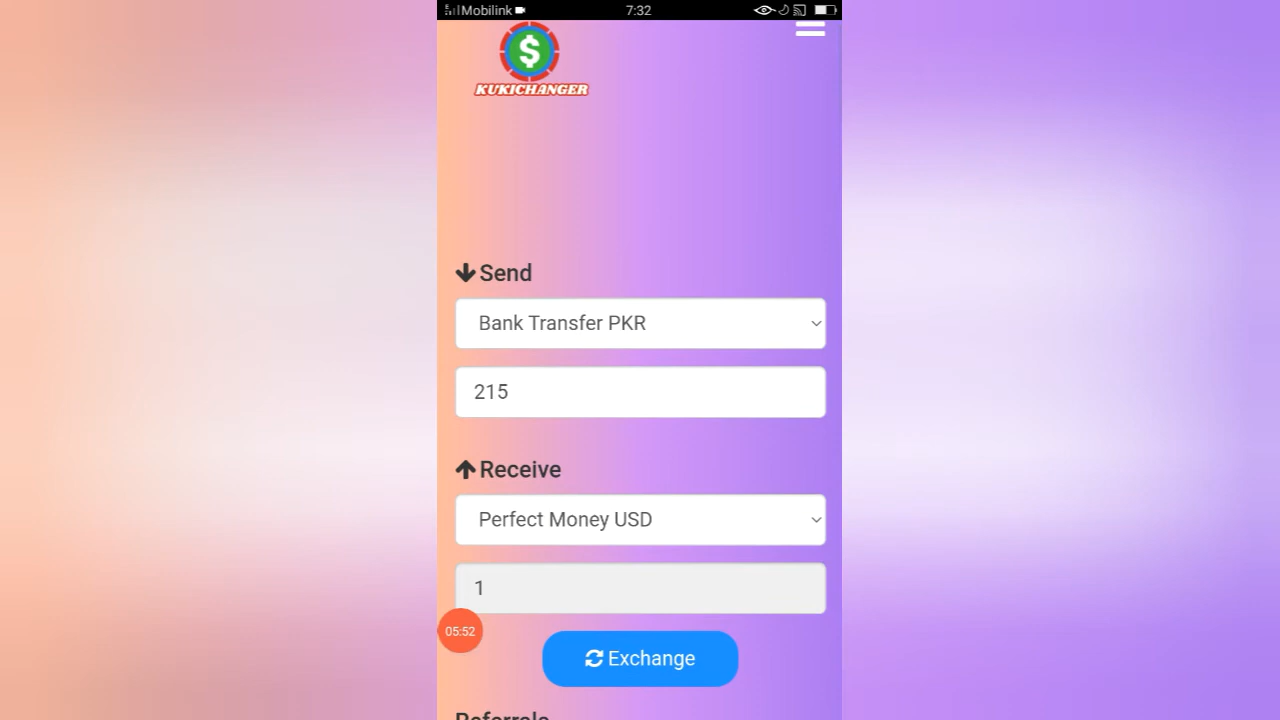 Mobilink 7:32
$
KUKICHANGER
Send
Bank Transfer PKR
215
Receive
Perfect Money USD
1
05:52
Exchange
Referrals